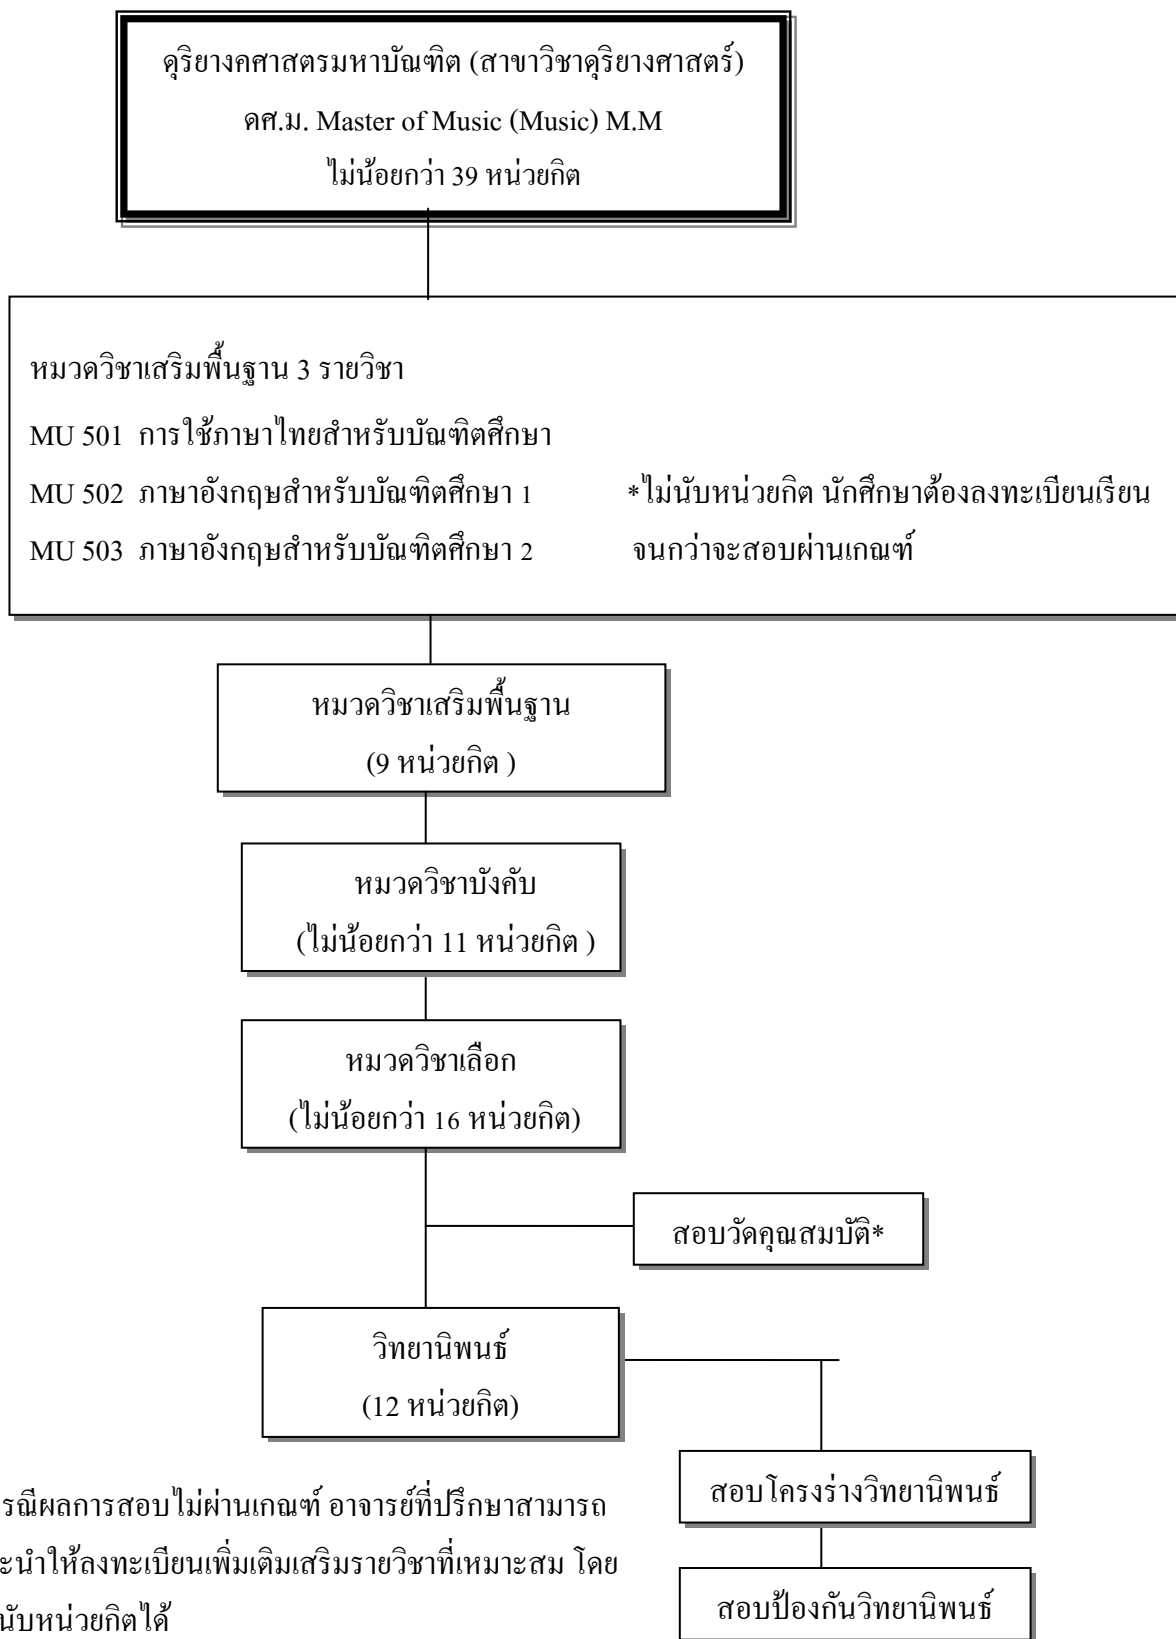 ดุริยางคศาสตรมหาบัณฑิต (สาขาวิชาดุริยางศาสตร์)
ดศ.ม. Master of Music (Music) M.M
ไม่น้อยกว่า 39 หน่วยกิต
หมวดวิชาเสริมพื้นฐาน 3 รายวิชา
MU 501 การใช้ภาษาไทยสำหรับบัณฑิตศึกษา
MU 502 ภาษาอังกฤษสำหรับบัณฑิตศึกษา 1 *ไม่นับหน่วยกิต นักศึกษาต้องลงทะเบียนเรียน
MU 503 ภาษาอังกฤษสำหรับบัณฑิตศึกษา 2 จนกว่าจะสอบผ่านเกณฑ์
หมวดวิชาเสริมพื้นฐาน
(9 หน่วยกิต )
หมวดวิชาบังคับ
(ไม่น้อยกว่า 11 หน่วยกิต )
หมวดวิชาเลือก
(ไม่น้อยกว่า 16 หน่วยกิต)
สอบวัดคุณสมบัติ*
วิทยานิพนธ์
(12 หน่วยกิต)
สอบโครงร่างวิทยานิพนธ์
สอบป้องกันวิทยานิพนธ์
รณีผลการสอบไม่ผ่านเกณฑ์ อาจารย์ที่ปรึกษาสามารถ
ะนำให้ลงทะเบียนเพิ่มเติมเสริมรายวิชาที่เหมาะสม โดย
นับหน่วยกิตได้